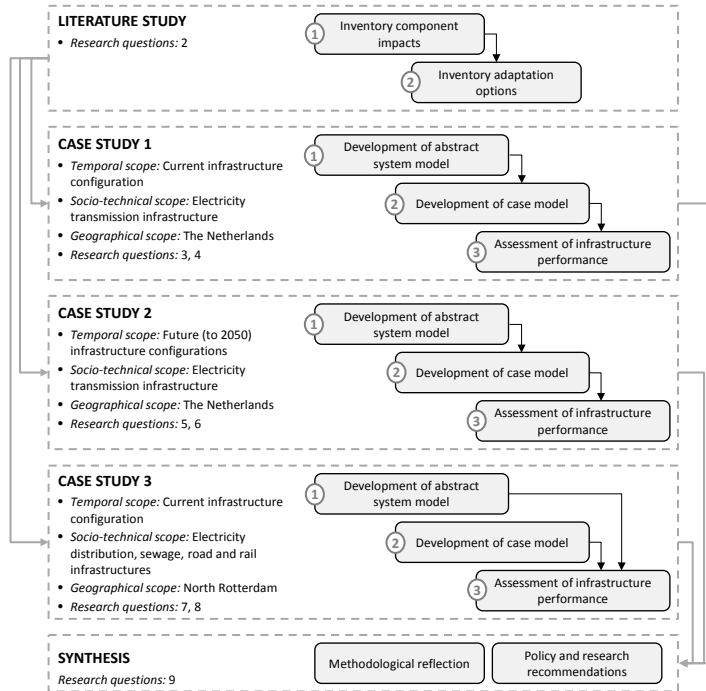 LITERATURE STUDY
• Research questions: 2
1
Inventory component
impacts
2
Inventory adaptation
options
CASE STUDY 1
• Temporal scope: Current infrastructure
configuration
• Socio-technical scope: Electricity
transmission infrastructure
• Geographical scope: The Netherlands
• Research questions: 3, 4
1
Development of abstract
system model
2
Development of case model
3
Assessment of infrastructure
performance
CASE STUDY 2
• Temporal scope: Future (to 2050)
infrastructure configurations
• Socio-technical scope: Electricity
transmission infrastructure
• Geographical scope: The Netherlands
• Research questions: 5, 6
1
Development of abstract
system model
2
Development of case model
3
Assessment of infrastructure
performance
CASE STUDY 3
• Temporal scope: Current infrastructure
configuration
• Socio-technical scope: Electricity
distribution, sewage, road and rail
infrastructures
• Geographical scope: North Rotterdam
• Research questions: 7, 8
1
Development of abstract
system model
2
Development of case model
3
Assessment of infrastructure
performance
SYNTHESIS
Research questions: 9
Methodological reflection
Policy and research
recommendations